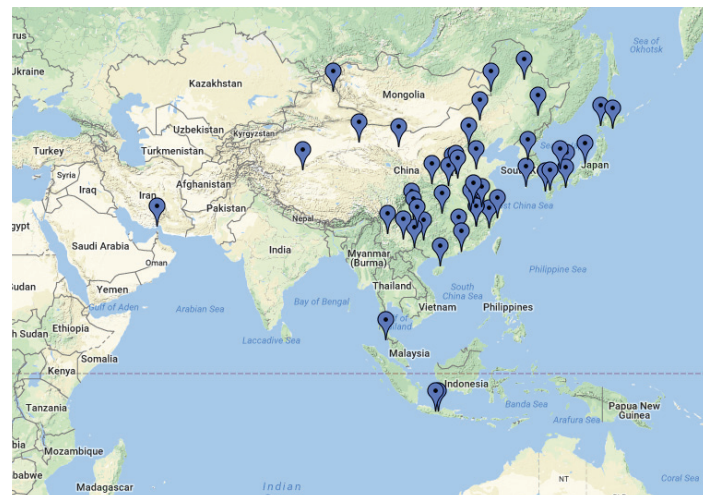 Sea of
Okhotsk
rus
Ukraine
Kazakhstan
Mongolia
Uzbekistan
Kyrgyzstan
Turkey
Turkmenistan
Japan
China
Syria
Afghanistan
Iraq
Iran
Pakistan
Nepal
East China Sea
gypt
Saudi Arabia
Oman
India
Myanmar
(Burma)
Philippine Sea
Yemen
Thailand
South
China Sea
udan
Gulf of Aden
Arabian Sea
Bay of Bengal
Vietnam
Philippines
Ethiopia
h Sudan
Laccadive Sea
Somalia
Malaysia
Kenya
Indonesia
Tanzania
Banda Sea
Papua New
Guinea
Arafura Sea
bia
Mozambique
babwe
NT
Coral Sea
Madagascar
Indian